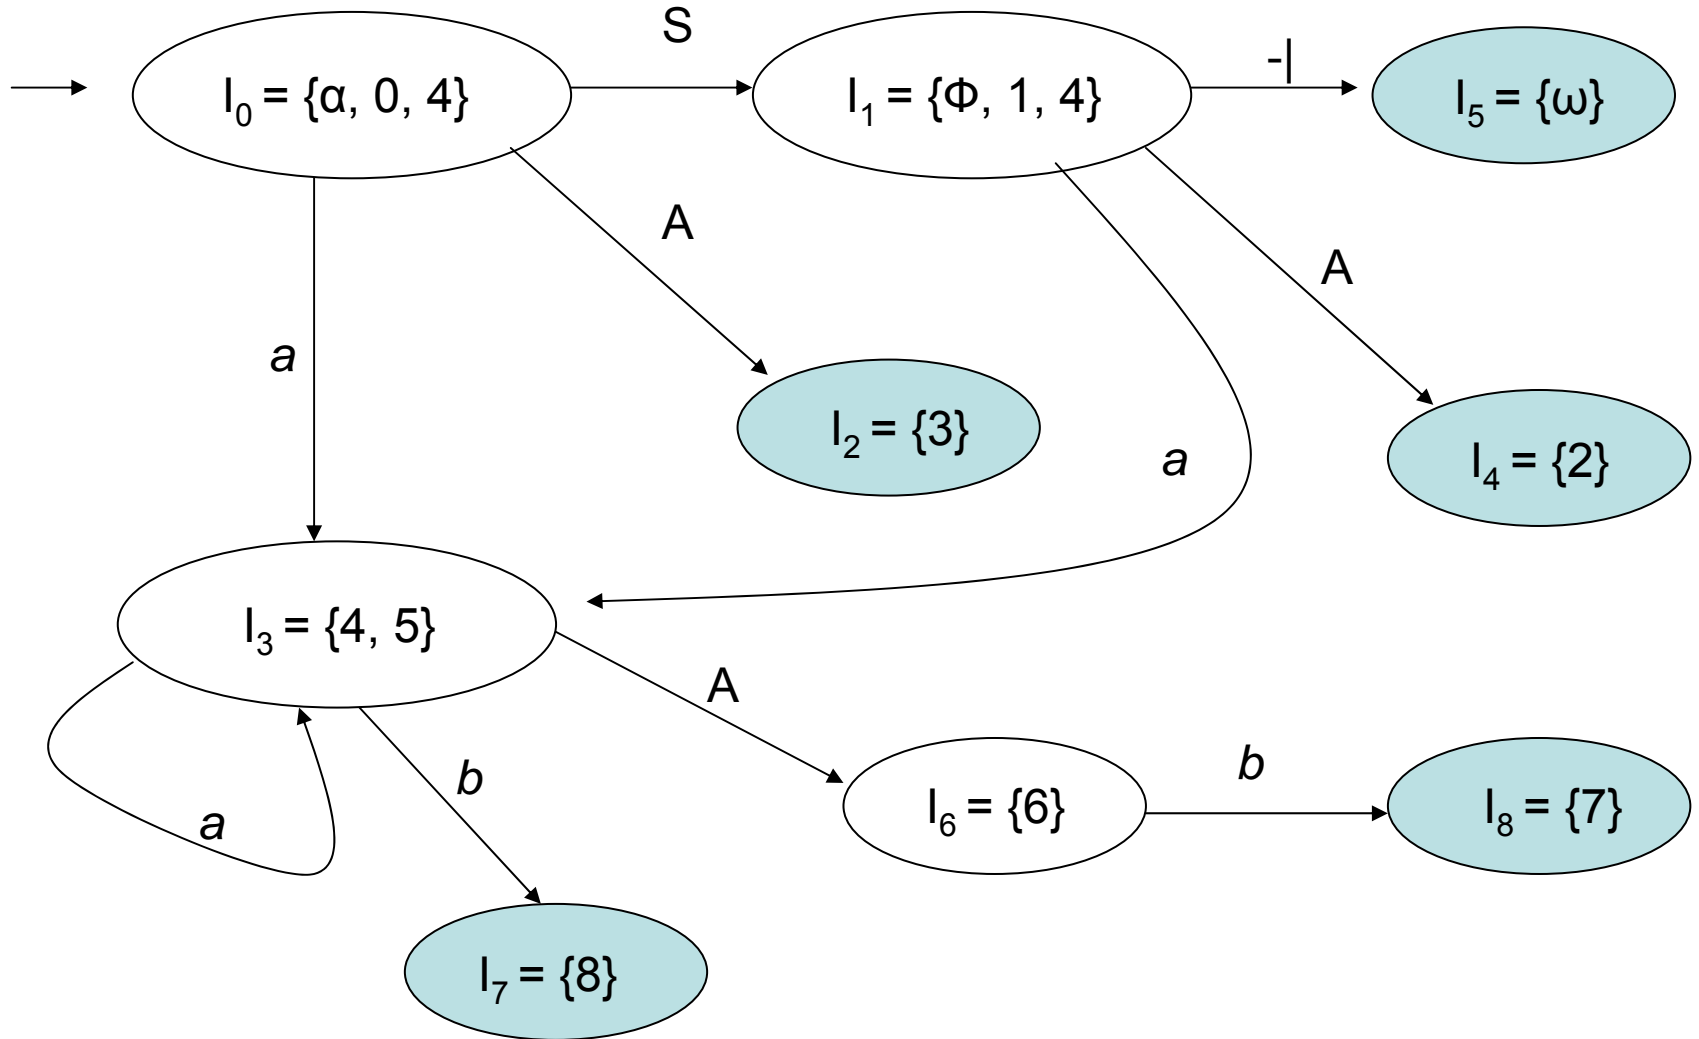 S
-|
I0 = {α, 0, 4}
I1 = {Φ, 1, 4}
I5 = {ω}
A
A
a
I2 = {3}
a
I4 = {2}
I3 = {4, 5}
A
b
b
a
I6 = {6}
I8 = {7}
I7 = {8}